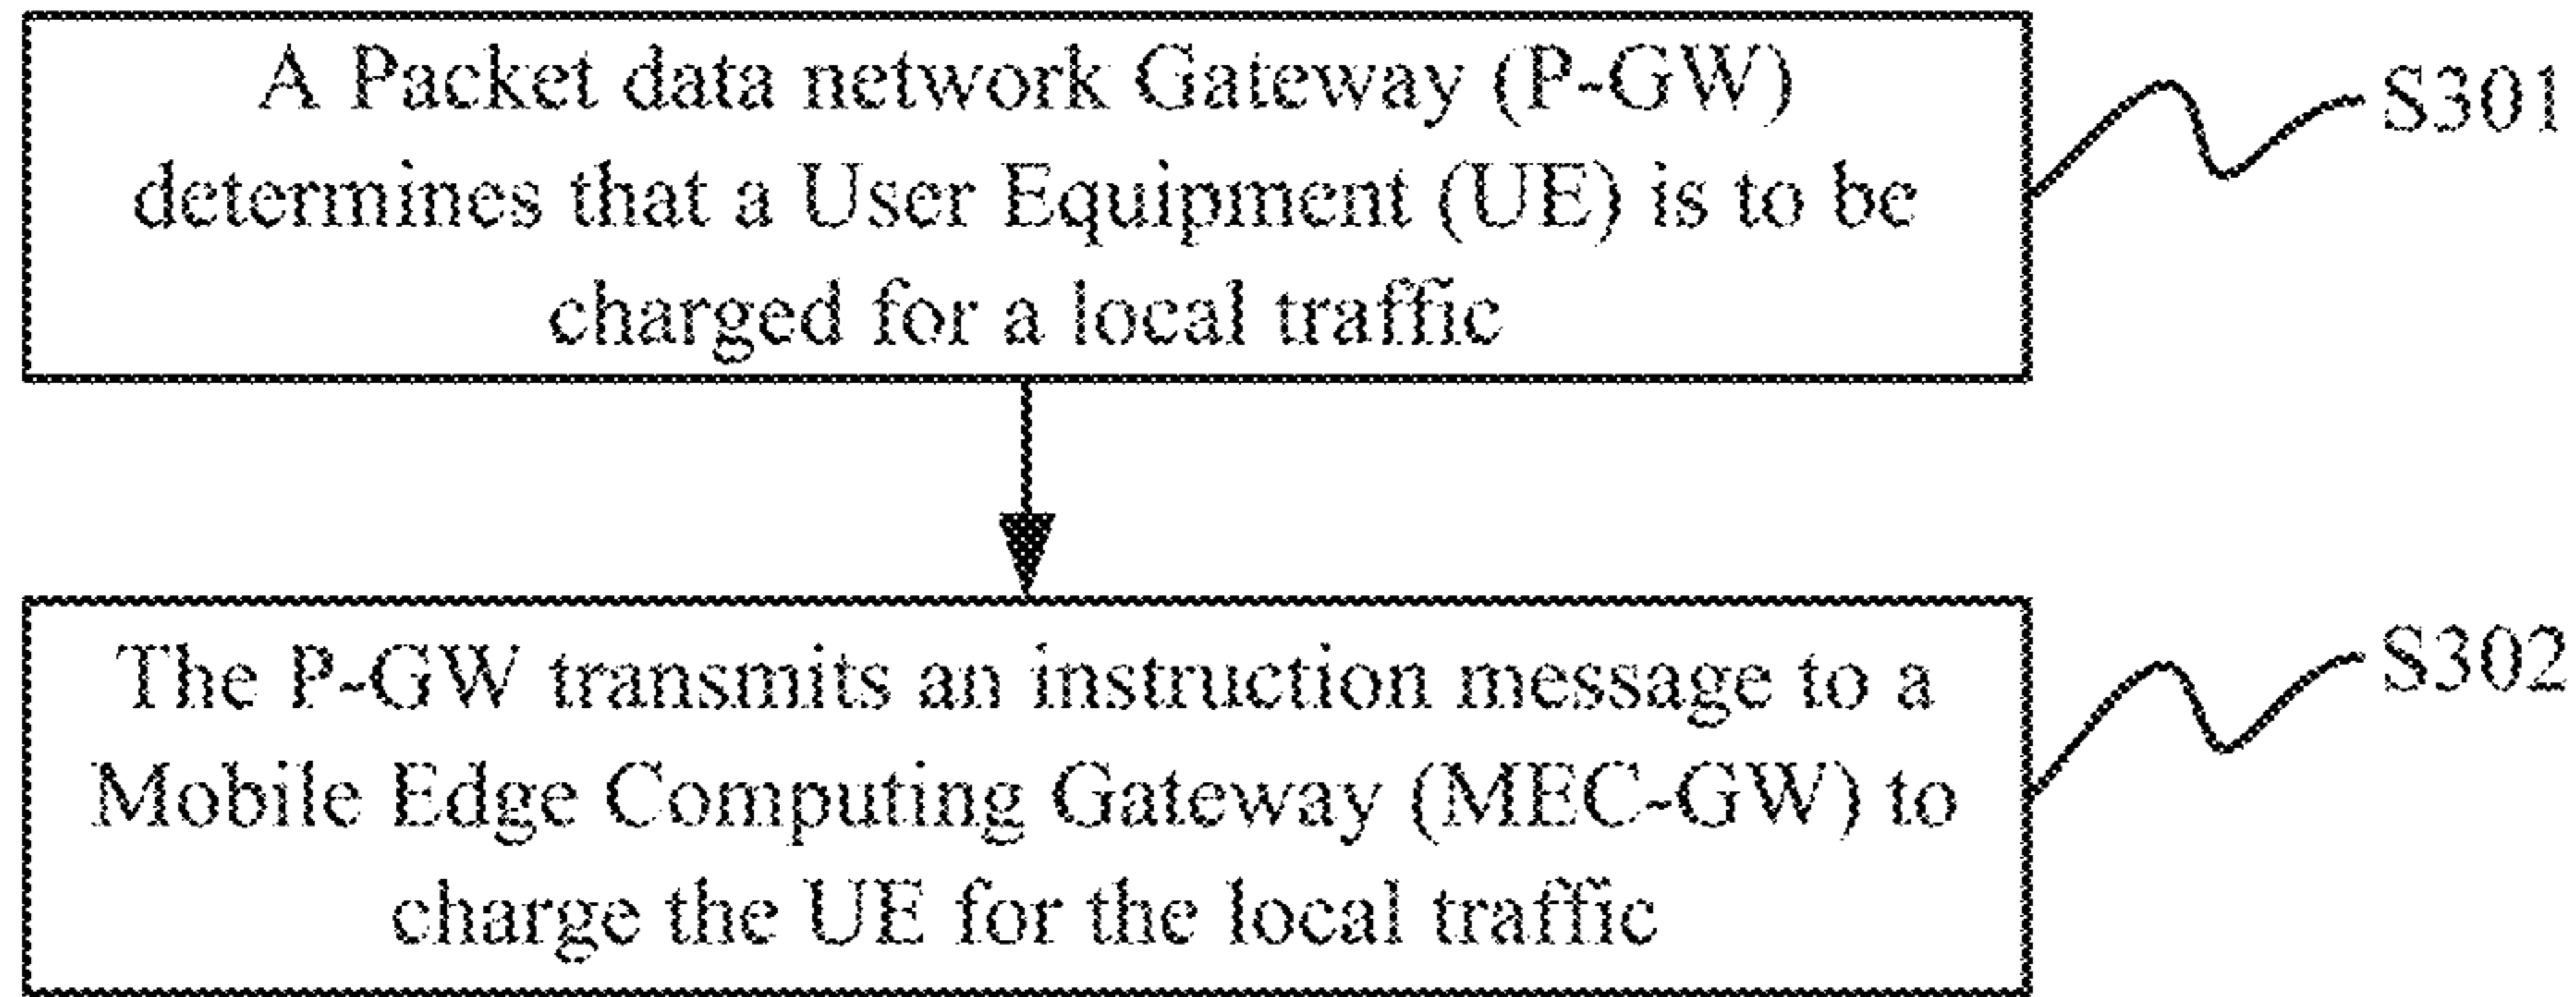 A Packet data network Gateway (P-GW)
determines that a User Equipment (UE) is to be
charged for a local traffic
S301
The P-GW transmits an instruction message to a
Mobile Edge Computing Gateway (MEC-GW) to
charge the UE for the local traffic
S302